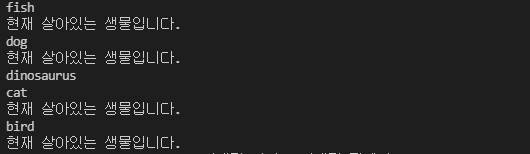 fish
현재 살아있는 생물입니다.
dog
현재 살아있는 생물입니다.
dinosaurus
cat
현재 살아있는 생물입니다.
bird
현재 살아있는 생물입니다.